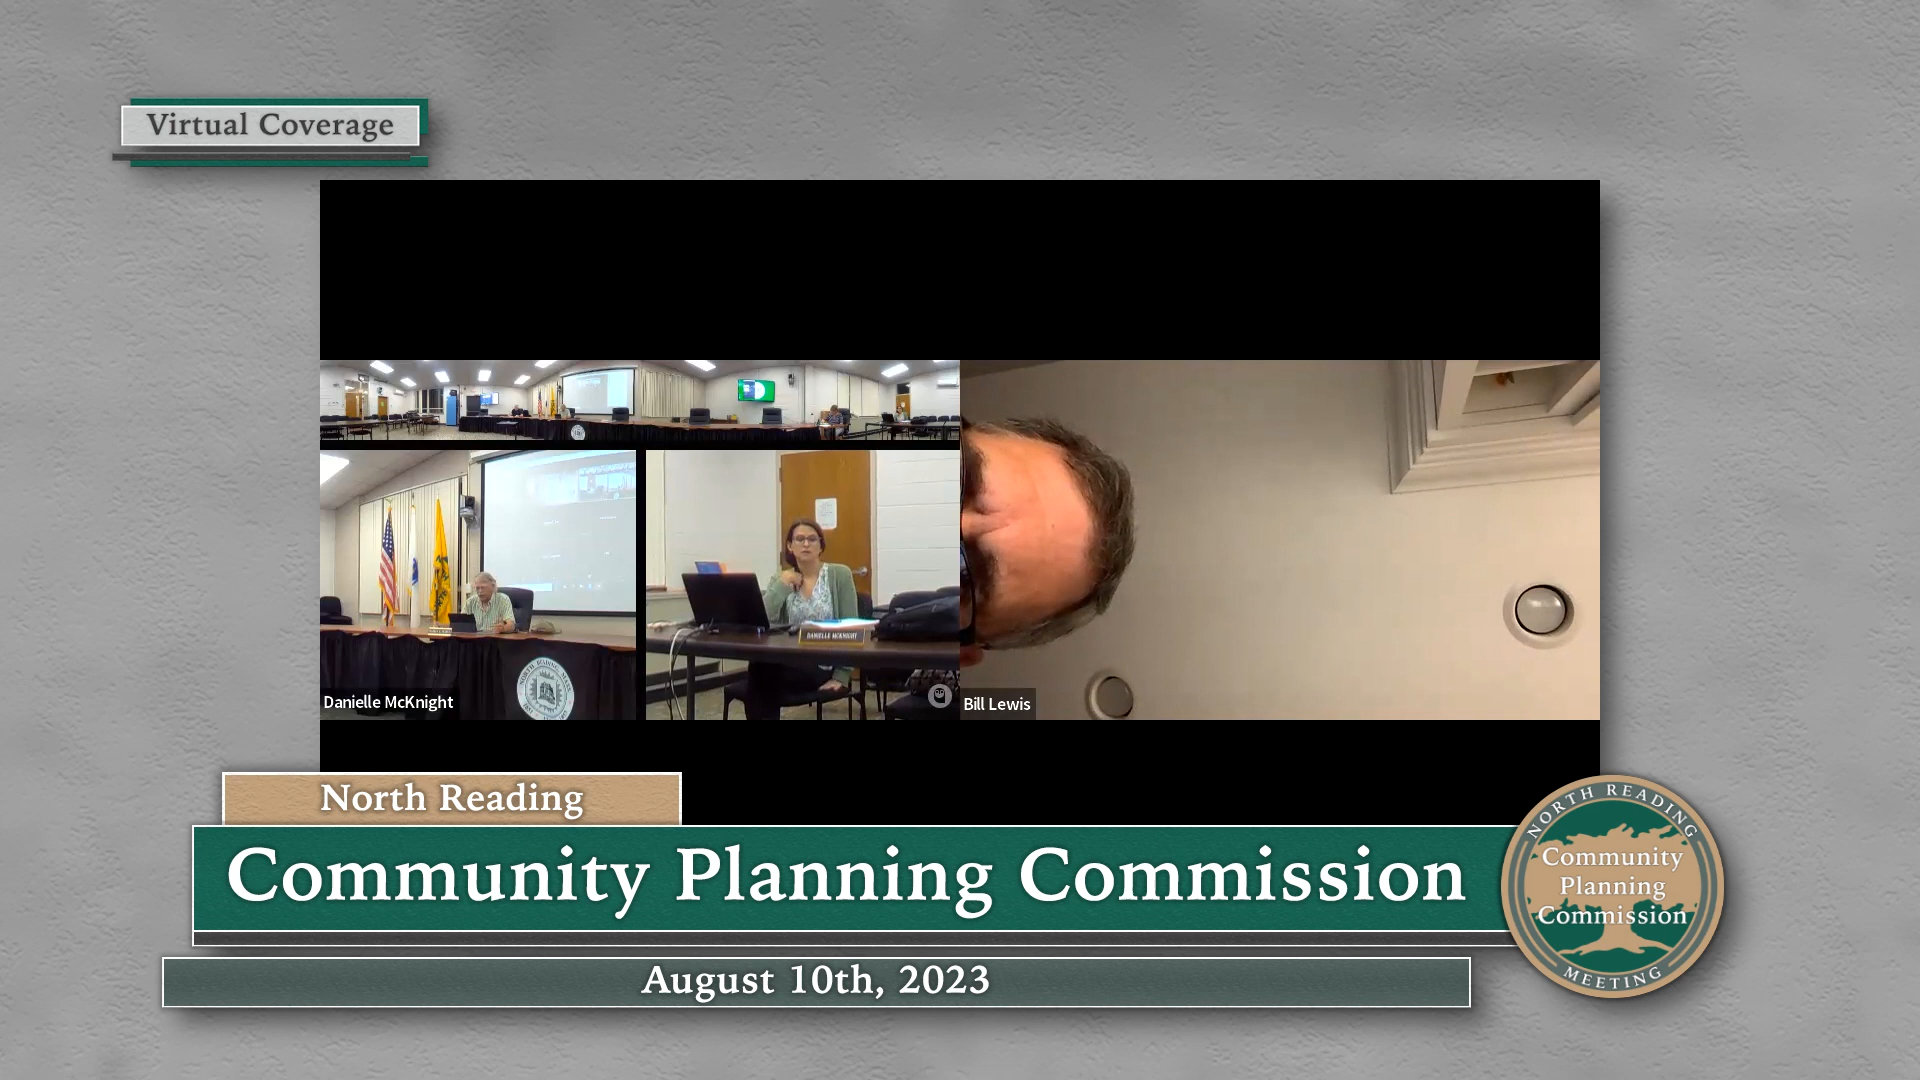 Virtual Coverage
DANIELLE MCKNIGHT
Danielle McKnight
Bill Lewis
North Reading
Community Planning Commission
August 10th, 2023
NORTH READING
Community
Planning
Commission
MEETING